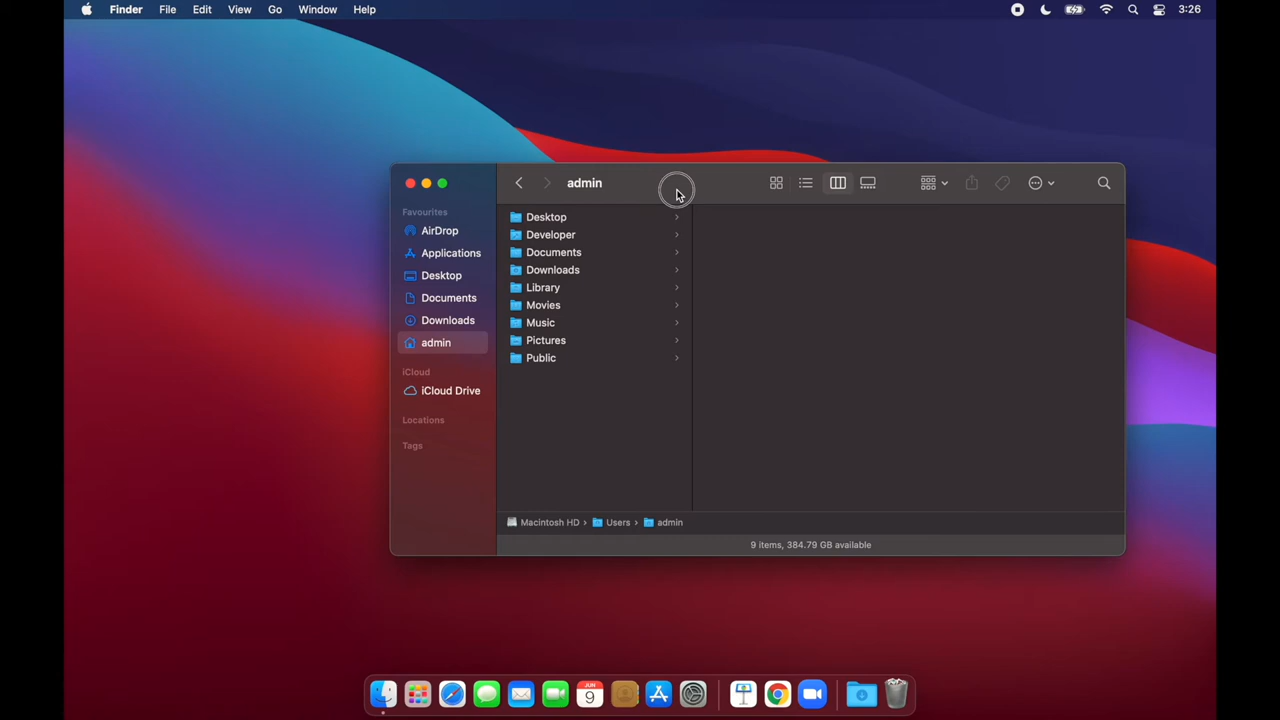 Finder File Edit View Go Window Help 3:26
admin
Favourites
AirDrop
Applications
Desktop
Documents
Downloads
admin
iCloud
iCloud Drive
Locations
Tags
Desktop
Developer
Documents
Downloads
Library
Movies
Music
Pictures
Public
Macintosh HD › Users › admin
9 items, 384.79 GB available
JUN
9